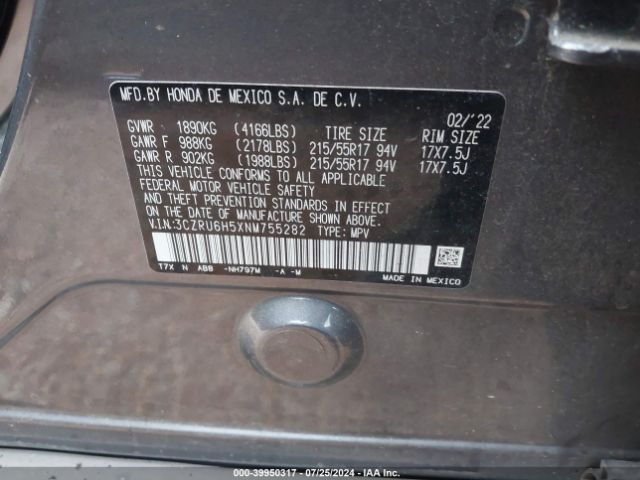 MFD.BY HONDA DE MEXICO S.A. DE C.V.
02/'22
GVWR 1890KG (4166LBS) TIRE SIZE RIM SIZE
GAWR F 988KG (2178LBS) 215/55R17 94V 17X7.5J
GAWR R 902KG (1988LBS) 215/55R17 94V 17X7.5J
THIS VEHICLE CONFORMS TO ALL APPLICABLE
FEDERAL MOTOR VEHICLE SAFETY
AND THEFT PREVENTION STANDARDS IN EFFECT
ON THE DATE OF MANUFACTURE SHOWN ABOVE.
V.I.N:3CZRU6H5XNM755282 TYPE: MPV
T7X N ABB -NH797M -A -M
MADE IN MEXICO
000-39950317 - 07/25/2024 - IAA Inc.